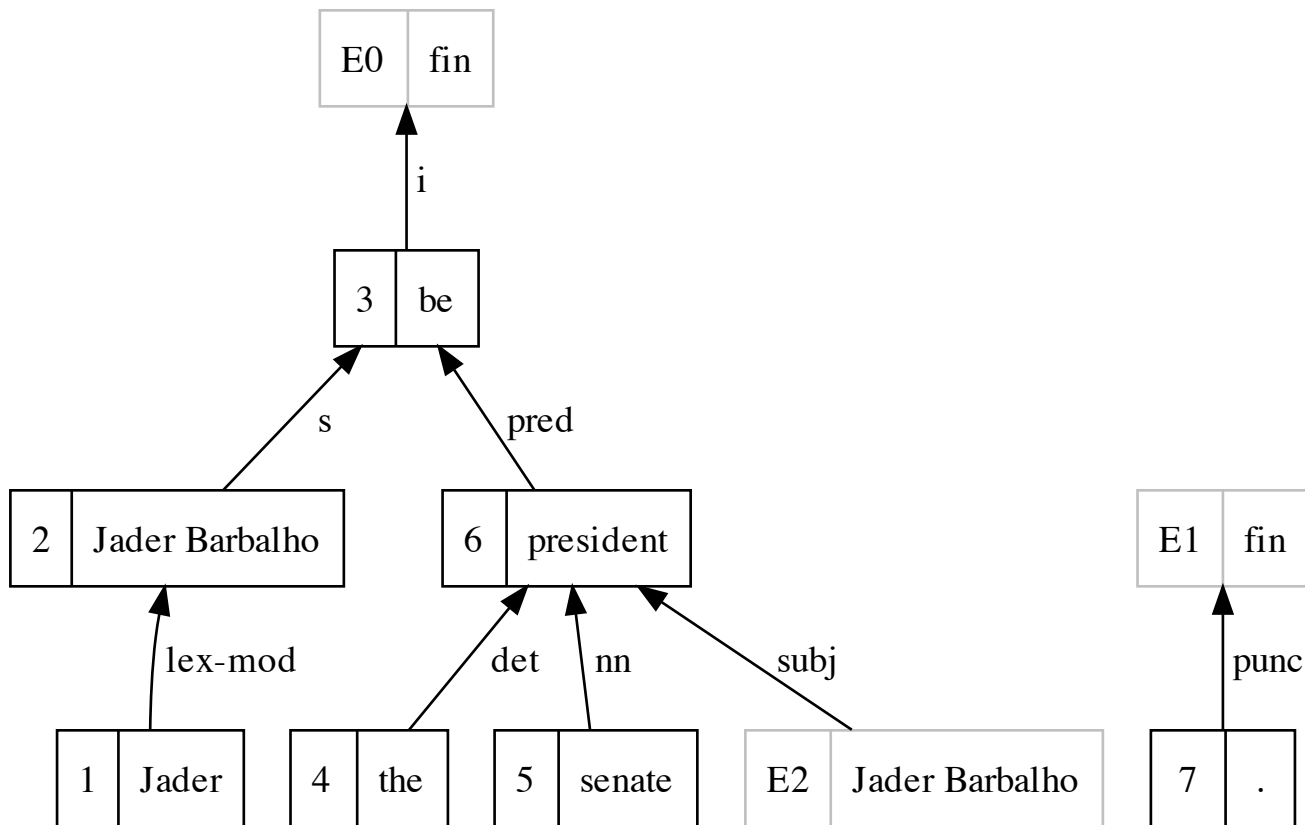 E0 fin
i
3 be
s pred
2 Jader Barbalho 6 president E1 fin
lex-mod det nn subj punc
1 Jader 4 the 5 senate E2 Jader Barbalho 7 .